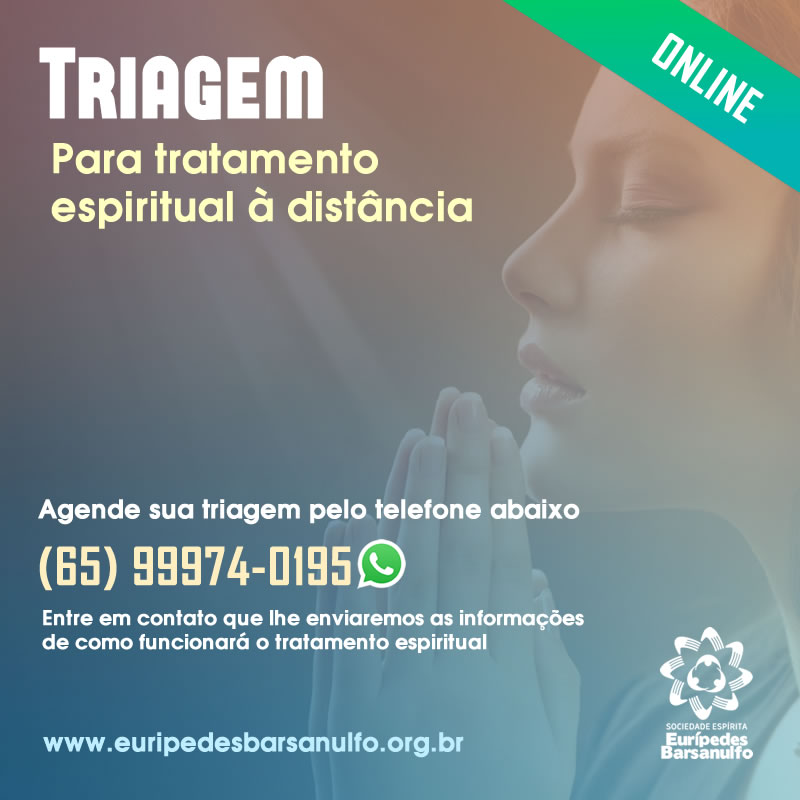 TRIAGEM
ONLINE
Para tratamento
espiritual à distância
Agende sua triagem pelo telefone abaixo
(65) 99974-0195
Entre em contato que lhe enviaremos as informações
de como funcionará o tratamento espiritual
www.euripedesbarsanulfo.org.br
SOCIEDADE ESPÍRITA
Eurípedes
Barsanulfo